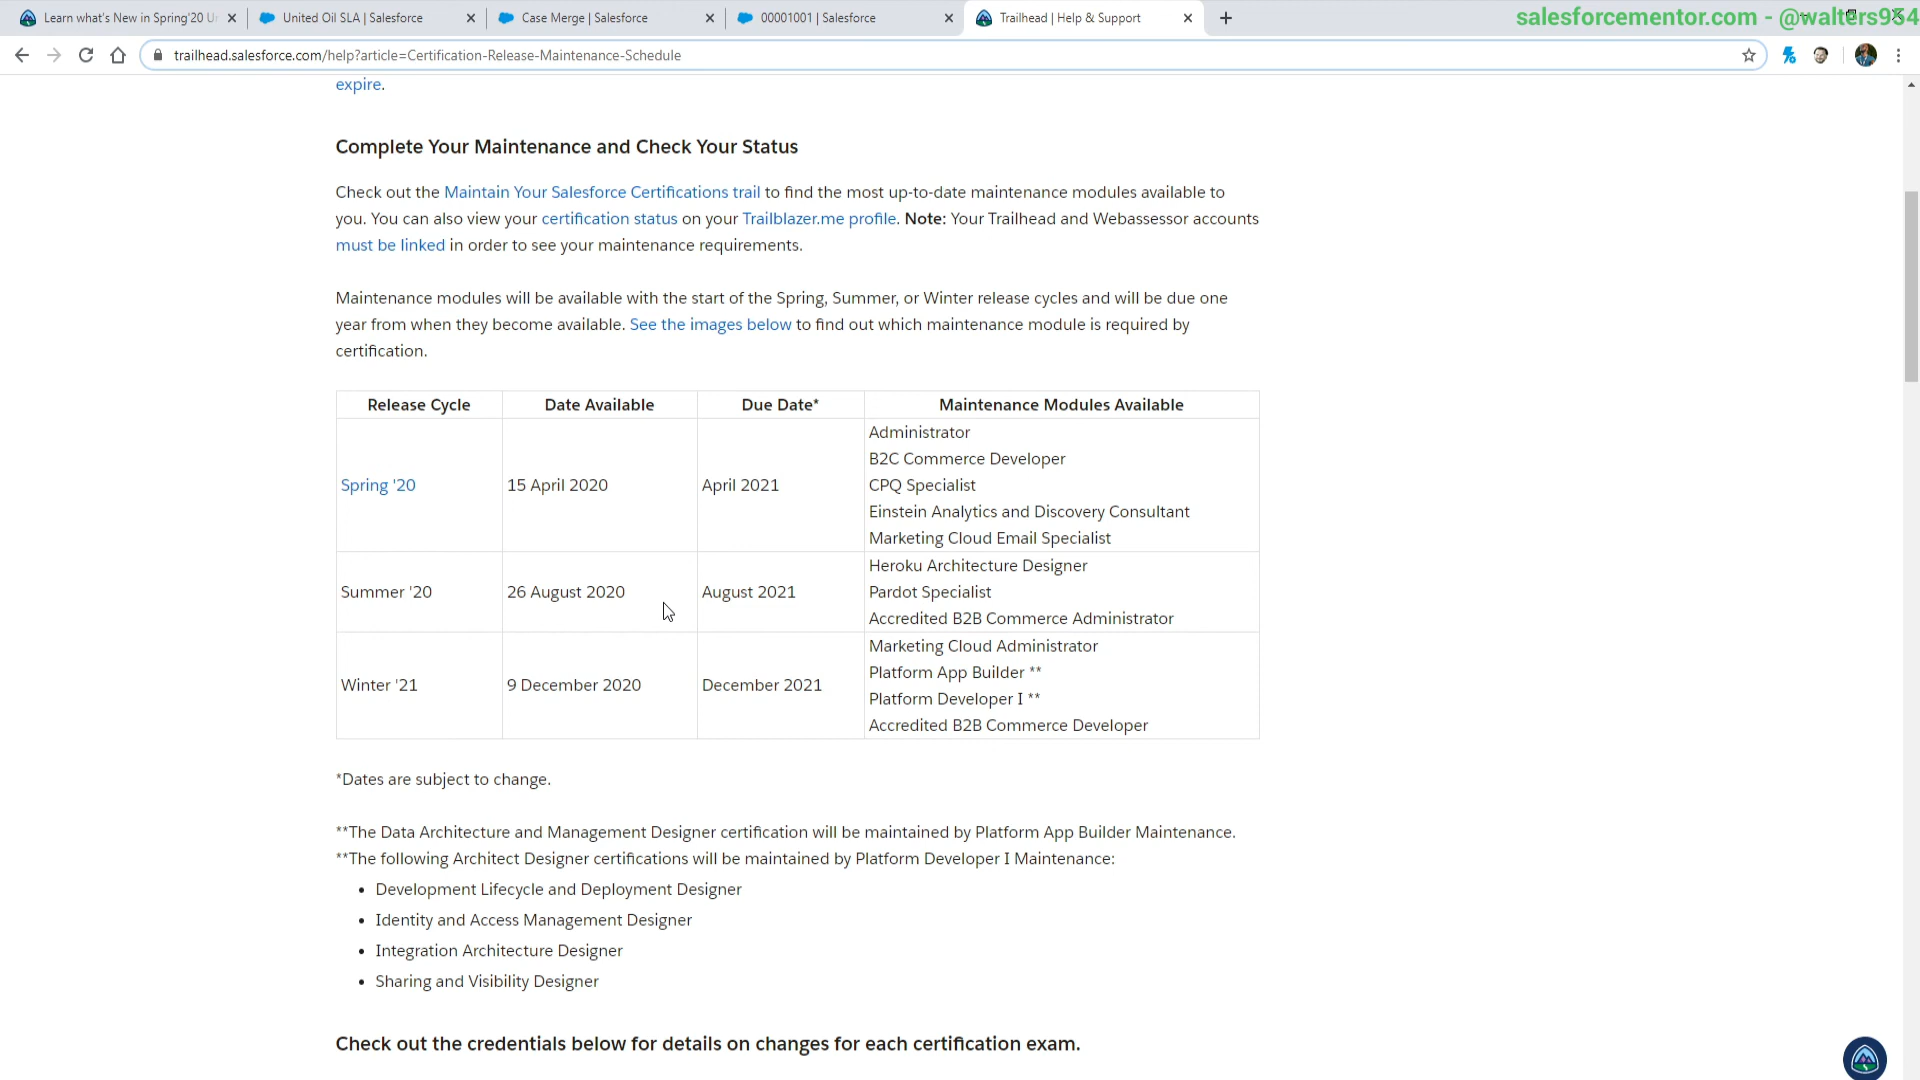 Learn what's New in Spring'20 U
United Oil SLA | Salesforce
Case Merge | Salesforce
00001001 | Salesforce
Trailhead | Help & Support
salesforcementor.com - @walters954
trailhead.salesforce.com/help?article=Certification-Release-Maintenance-Schedule
expire.
Complete Your Maintenance and Check Your Status
Check out the Maintain Your Salesforce Certifications trail to find the most up-to-date maintenance modules available to
you. You can also view your certification status on your Trailblazer.me profile. Note: Your Trailhead and Webassessor accounts
must be linked in order to see your maintenance requirements.
Maintenance modules will be available with the start of the Spring, Summer, or Winter release cycles and will be due one
year from when they become available. See the images below to find out which maintenance module is required by
certification.
Release Cycle Date Available Due Date* Maintenance Modules Available
Administrator
B2C Commerce Developer
Spring '20 15 April 2020 April 2021 CPQ Specialist
Einstein Analytics and Discovery Consultant
Marketing Cloud Email Specialist
Heroku Architecture Designer
Summer '20 26 August 2020 August 2021 Pardot Specialist
Accredited B2B Commerce Administrator
Marketing Cloud Administrator
Platform App Builder **
Winter '21 9 December 2020 December 2021
Platform Developer I **
Accredited B2B Commerce Developer
*Dates are subject to change.
**The Data Architecture and Management Designer certification will be maintained by Platform App Builder Maintenance.
**The following Architect Designer certifications will be maintained by Platform Developer I Maintenance:
• Development Lifecycle and Deployment Designer
• Identity and Access Management Designer
• Integration Architecture Designer
• Sharing and Visibility Designer
Check out the credentials below for details on changes for each certification exam.